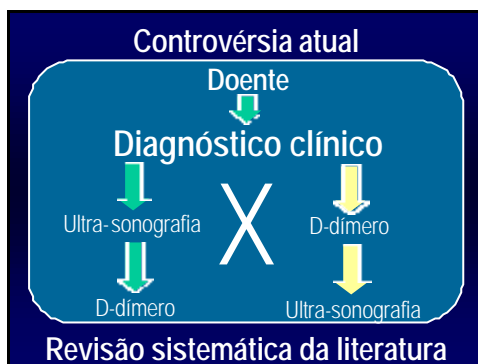 Controvérsia atual
Doente
Diagnóstico clínico
Ultra-sonografia
D-dímero
X
D-dímero
Ultra-sonografia
Revisão sistemática da literatura